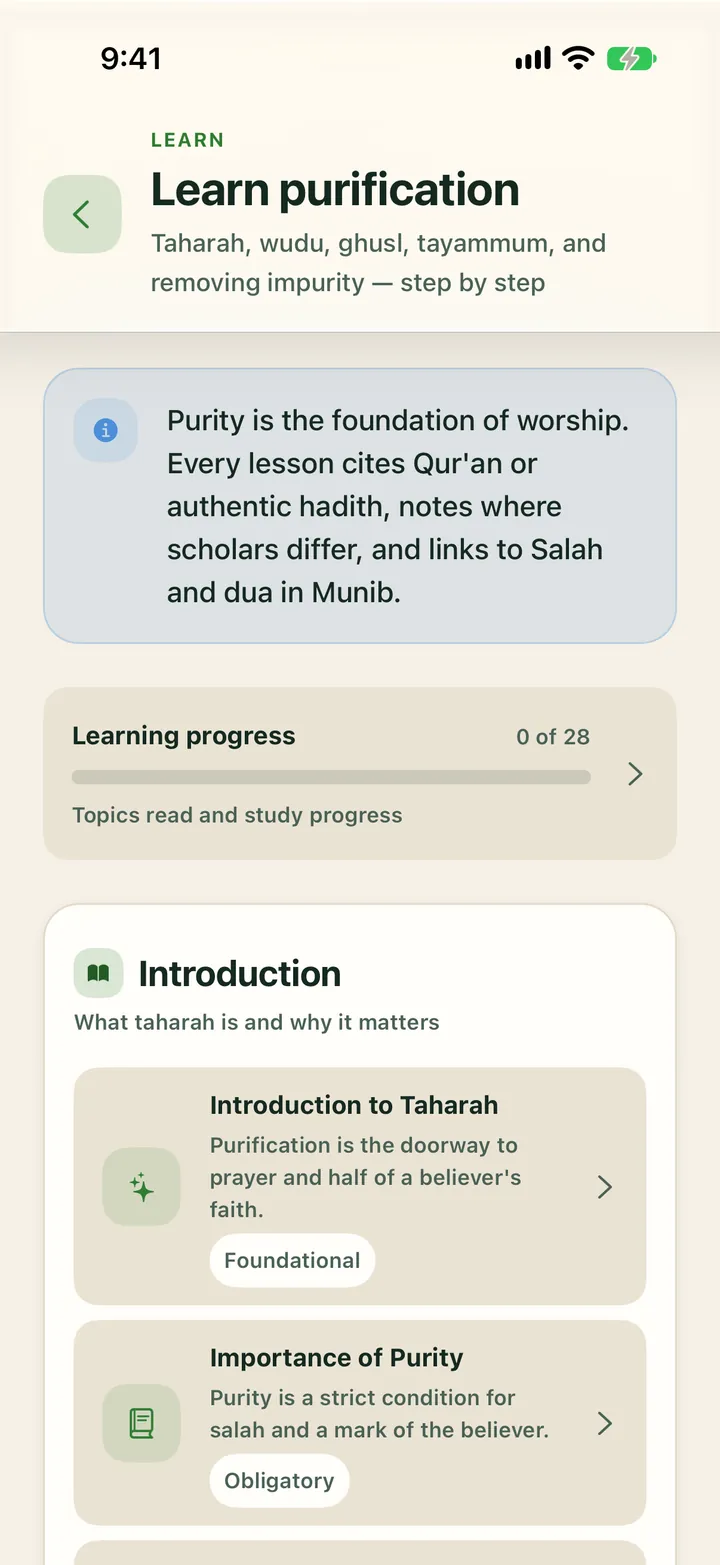 9:41
LEARN
Learn purification
Taharah, wudu, ghusl, tayammum, and
removing impurity — step by step
Purity is the foundation of worship.
Every lesson cites Qur'an or
authentic hadith, notes where
scholars differ, and links to Salah
and dua in Munib.
Learning progress
0 of 28
Topics read and study progress
Introduction
What taharah is and why it matters
Introduction to Taharah
Purification is the doorway to
prayer and half of a believer's
faith.
Foundational
Importance of Purity
Purity is a strict condition for
salah and a mark of the believer.
Obligatory